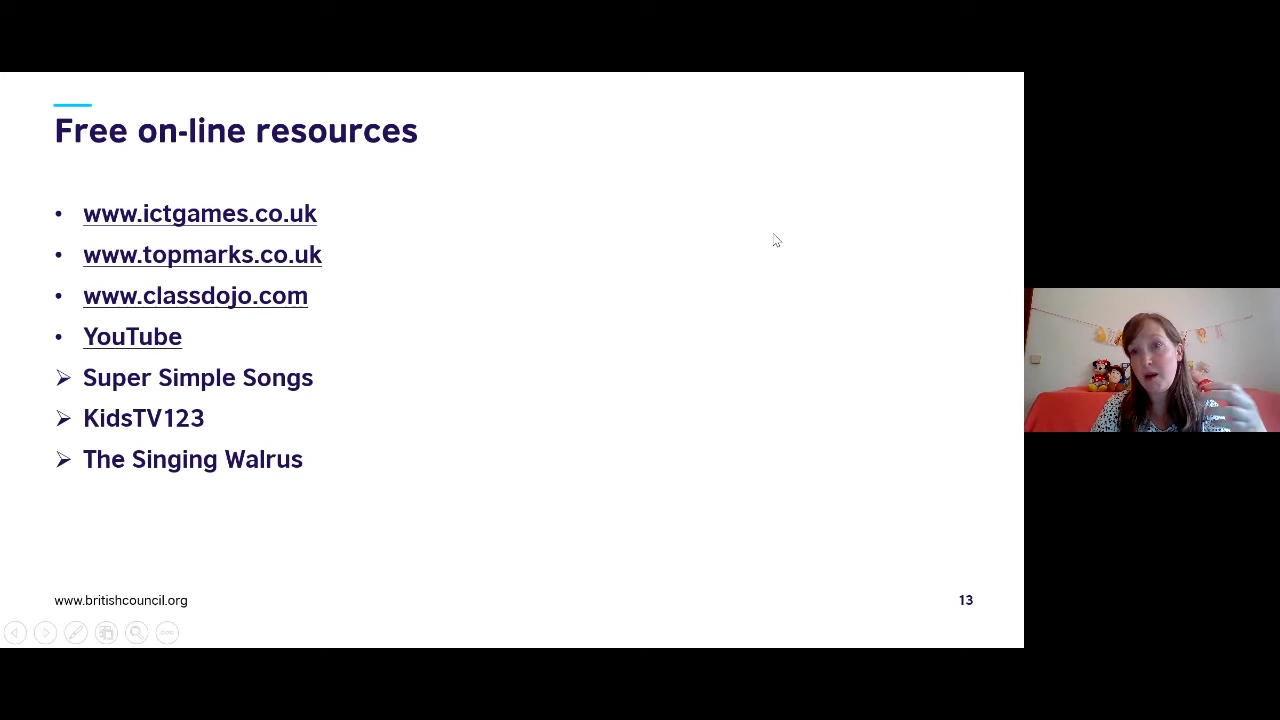 Free on-line resources
• www.ictgames.co.uk
• www.topmarks.co.uk
• www.classdojo.com
• YouTube
➢ Super Simple Songs
➢ KidsTV123
➢ The Singing Walrus
www.britishcouncil.org
13